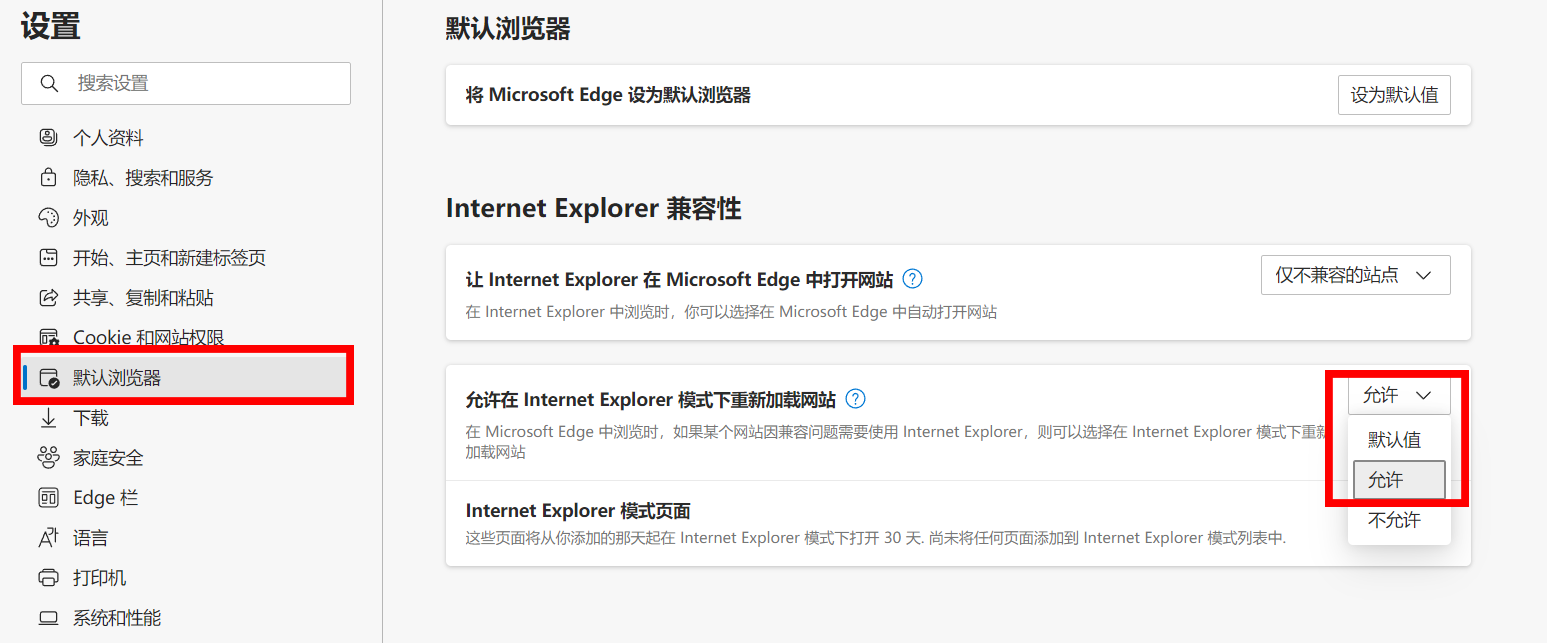 设置
搜索设置
个人资料
隐私、搜索和服务
外观
开始、主页和新建标签页
共享、复制和粘贴
Cookie 和网站权限
默认浏览器
下载
家庭安全
Edge 栏
语言
打印机
系统和性能
默认浏览器
将 Microsoft Edge 设为默认浏览器
设为默认值
Internet Explorer 兼容性
让 Internet Explorer 在 Microsoft Edge 中打开网站
仅不兼容的站点
在 Internet Explorer 中浏览时，你可以选择在 Microsoft Edge 中自动打开网站
允许在 Internet Explorer 模式下重新加载网站
允许
在 Microsoft Edge 中浏览时，如果某个网站因兼容问题需要使用 Internet Explorer，则可以选择在 Internet Explorer 模式下重新
加载网站
默认值
允许
不允许
Internet Explorer 模式页面
这些页面将从你添加的那天起在 Internet Explorer 模式下打开 30 天. 尚未将任何页面添加到 Internet Explorer 模式列表中.